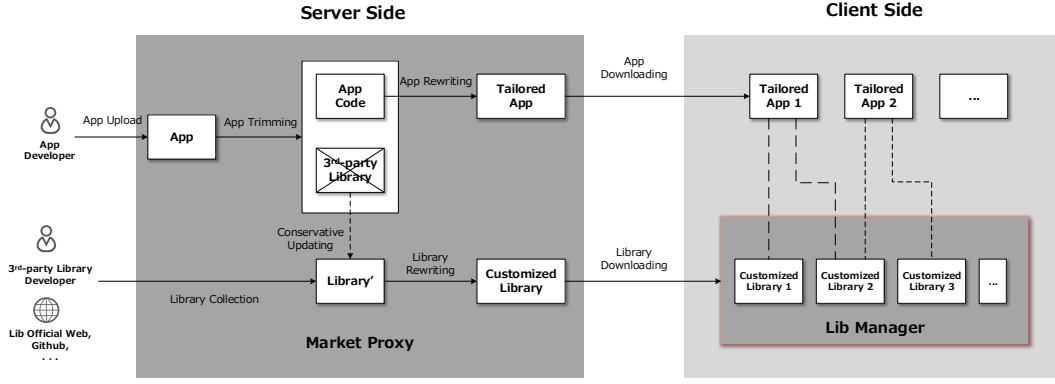 Server Side
Client Side
App
Developer
App Upload
App
App Trimming
App
Code
3rd-party
Library
App Rewriting
Tailored
App
App
Downloading
Tailored
App 1
Tailored
App 2
...
Conservative
Updating
3rd-party Library
Developer
Lib Official Web,
Github,
. . .
Library Collection
Library′
Library
Rewriting
Customized
Library
Library
Downloading
Customized
Library 1
Customized
Library 2
Customized
Library 3
...
Market Proxy
Lib Manager